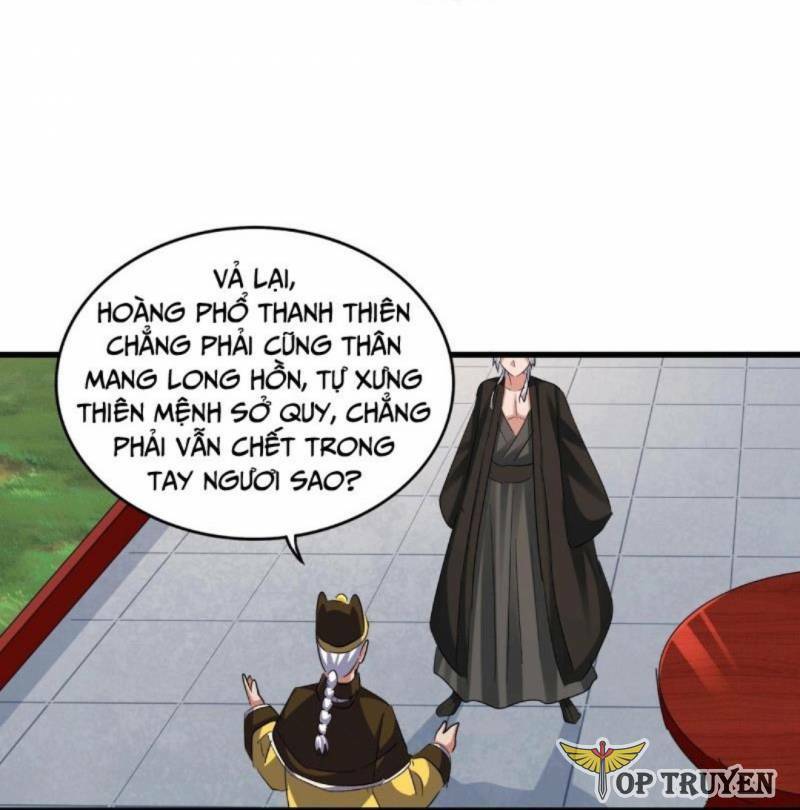 VẢ LẠI,
HOÀNG PHỔ THANH THIÊN
CHẲNG PHẢI CŨNG THÂN
MANG LONG HỒN, TỰ XƯNG
THIÊN MỆNH SỞ QUY, CHẲNG
PHẢI VẪN CHẾT TRONG
TAY NGƯƠI SAO?
TOP TRUYEN